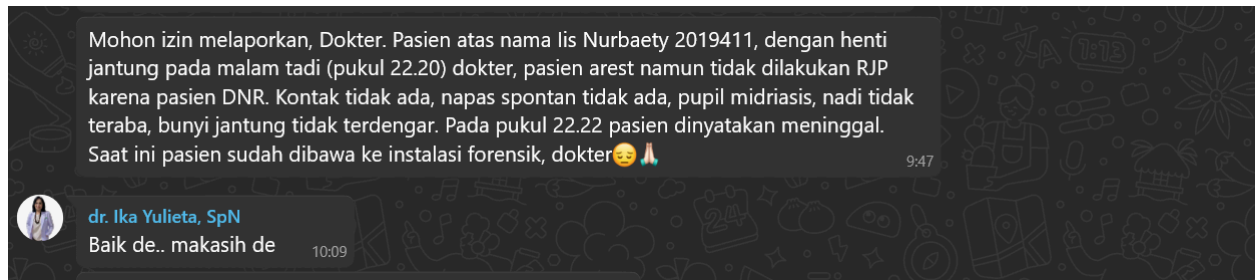 Mohon izin melaporkan, Dokter. Pasien atas nama Iis Nurbaety 2019411, dengan henti
jantung pada malam tadi (pukul 22.20) dokter, pasien arest namun tidak dilakukan RJP
karena pasien DNR. Kontak tidak ada, napas spontan tidak ada, pupil midriasis, nadi tidak
teraba, bunyi jantung tidak terdengar. Pada pukul 22.22 pasien dinyatakan meninggal.
Saat ini pasien sudah dibawa ke instalasi forensik, dokter😔🙏🏻
9:47
dr. Ika Yulieta, SpN
Baik de.. makasih de
10:09